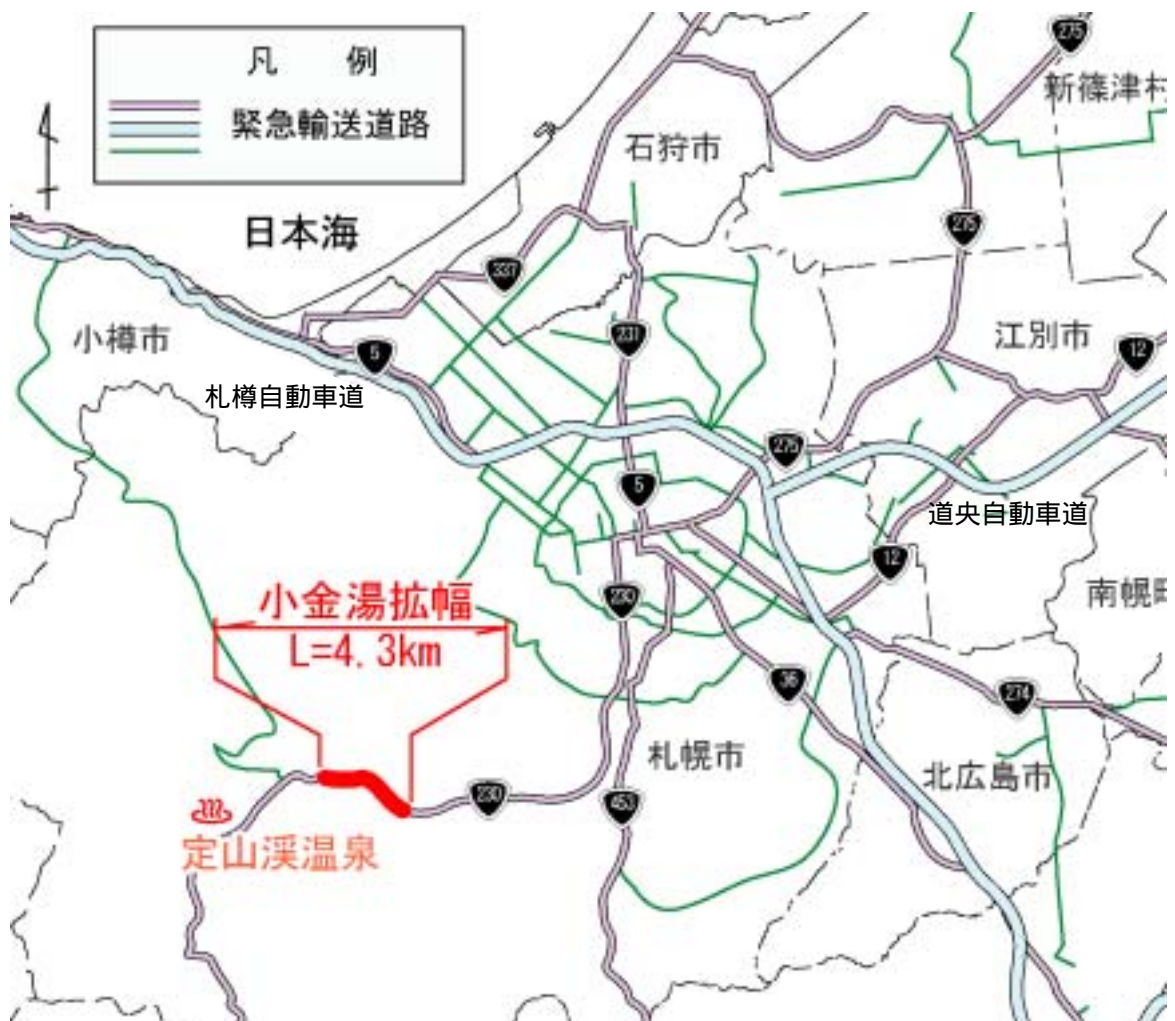 凡 例
緊急輸送道路
275
新篠津村
石狩市
日本海
275
337
小樽市
231
江別市
12
5
札樽自動車道
275
5
道央自動車道
12
南幌町
小金湯拡幅
L=4.3km
230
36
274
札幌市
北広島市
230
453
定山渓温泉